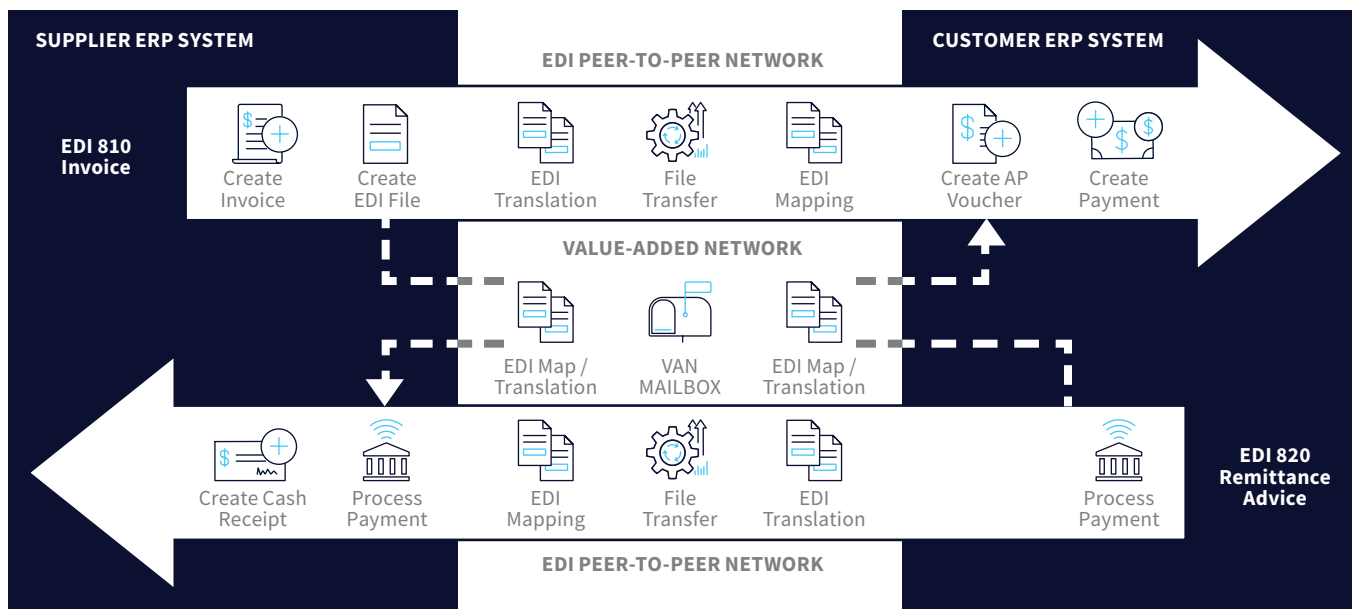 SUPPLIER ERP SYSTEM
CUSTOMER ERP SYSTEM
EDI PEER-TO-PEER NETWORK
EDI 810
Invoice
$
Create
Invoice
Create
EDI File
EDI
Translation
File
Transfer
EDI
Mapping
$
Create AP
Voucher
$
$
Create
Payment
VALUE-ADDED NETWORK
EDI Map /
Translation
VAN
MAILBOX
EDI Map /
Translation
$
Create Cash
Receipt
Process
Payment
EDI
Mapping
File
Transfer
EDI
Translation
Process
Payment
EDI 820
Remittance
Advice
EDI PEER-TO-PEER NETWORK